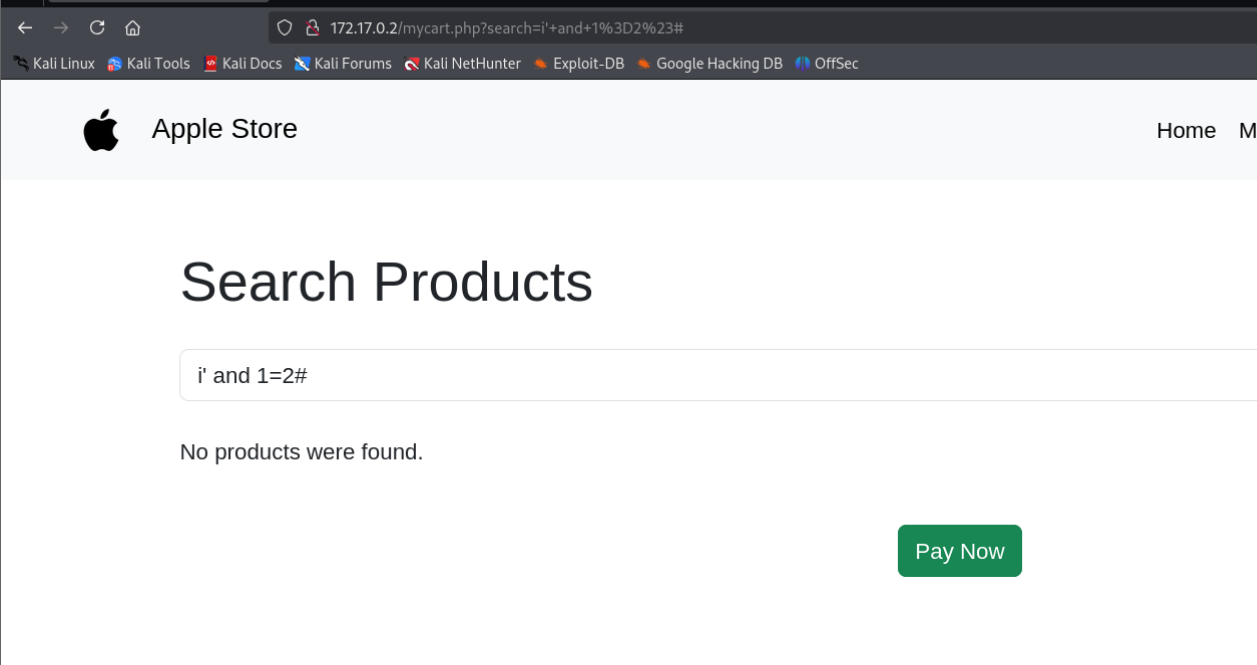 172.17.0.2/mycart.php?search=i'+and+1%3D2%23#
Kali Linux Kali Tools Kali Docs Kali Forums Kali NetHunter Exploit-DB Google Hacking DB OffSec
Apple Store Home M
Search Products
i' and 1=2#
No products were found.
Pay Now